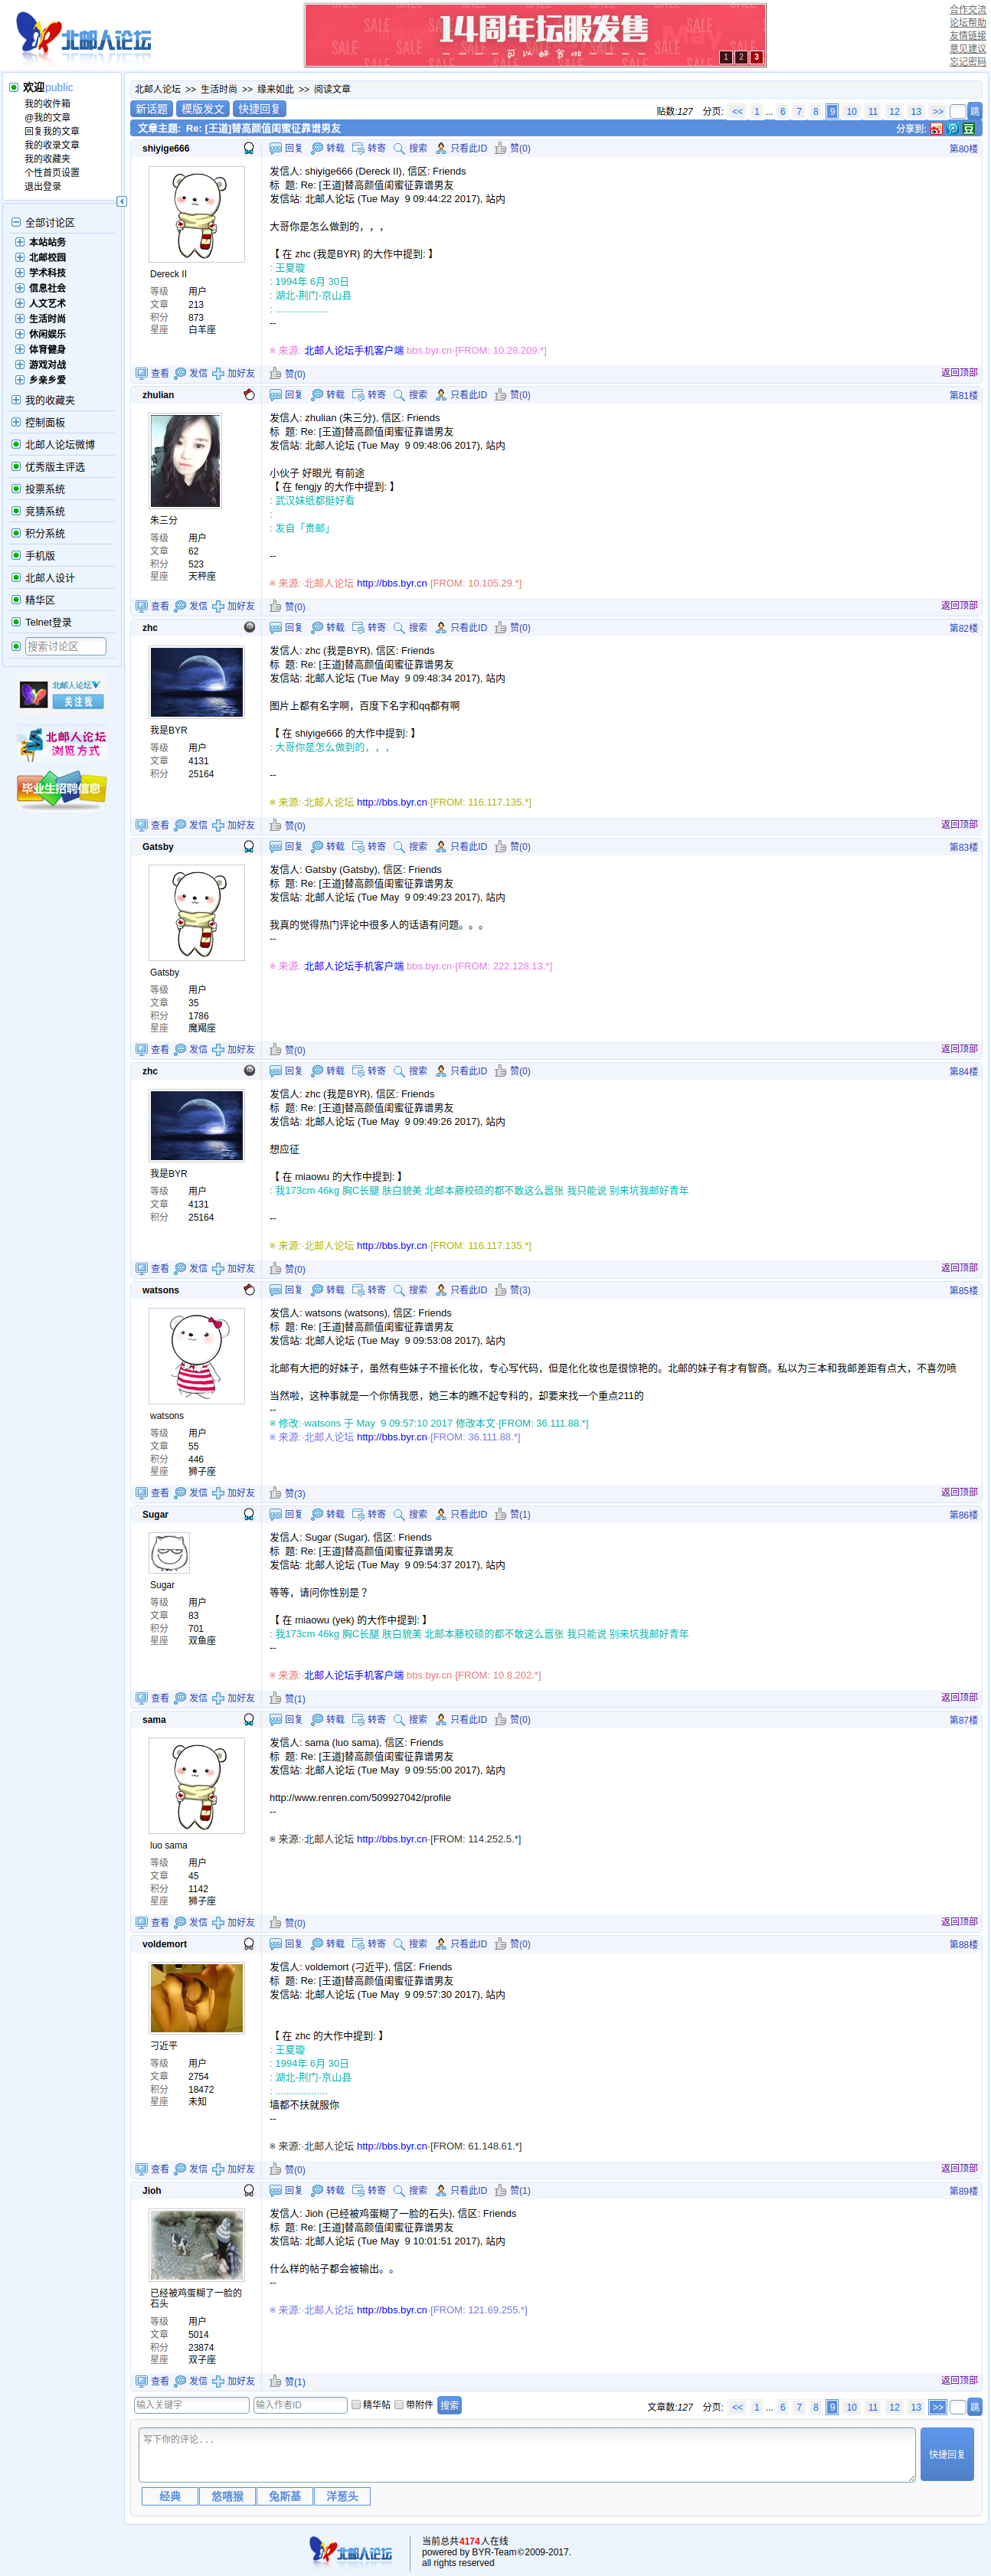 北邮人论坛
14周年坛服发售
可以邮寄啦
1 2 3
合作交流
论坛帮助
友情链接
意见建议
忘记密码
欢迎public
我的收件箱
@我的文章
回复我的文章
我的收录文章
我的收藏夹
个性首页设置
退出登录
全部讨论区
本站站务
北邮校园
学术科技
信息社会
人文艺术
生活时尚
休闲娱乐
体育健身
游戏对战
乡亲乡爱
我的收藏夹
控制面板
北邮人论坛微博
优秀版主评选
投票系统
竞猜系统
积分系统
手机版
北邮人设计
精华区
Telnet登录
搜索讨论区
北邮人论坛
关注我
北邮人论坛
浏览方式
毕业生招聘信息
北邮人论坛 >> 生活时尚 >> 缘来如此 >> 阅读文章
新话题 模版发文 快捷回复
贴数:127 分页: << 1 ... 6 7 8 9 10 11 12 13 >> 跳
文章主题: Re: [王道]替高颜值闺蜜征靠谱男友
分享到:
shiyige666
回复 转载 转寄 搜索 只看此ID 赞(0) 第80楼
Dereck II
等级 用户
文章 213
积分 873
星座 白羊座
发信人: shiyige666 (Dereck II), 信区: Friends
标 题: Re: [王道]替高颜值闺蜜征靠谱男友
发信站: 北邮人论坛 (Tue May 9 09:44:22 2017), 站内
大哥你是怎么做到的，，，
【 在 zhc (我是BYR) 的大作中提到: 】
: 王夏璇
: 1994年 6月 30日
: 湖北-荆门-京山县
: ...................
--
※ 来源:·北邮人论坛手机客户端 bbs.byr.cn·[FROM: 10.28.209.*]
查看 发信 加好友 赞(0) 返回顶部
zhulian
回复 转载 转寄 搜索 只看此ID 赞(0) 第81楼
朱三分
等级 用户
文章 62
积分 523
星座 天秤座
发信人: zhulian (朱三分), 信区: Friends
标 题: Re: [王道]替高颜值闺蜜征靠谱男友
发信站: 北邮人论坛 (Tue May 9 09:48:06 2017), 站内
小伙子 好眼光 有前途
【 在 fengjy 的大作中提到: 】
: 武汉妹纸都挺好看
:
: 发自「贵邮」
--
※ 来源:·北邮人论坛 http://bbs.byr.cn·[FROM: 10.105.29.*]
查看 发信 加好友 赞(0) 返回顶部
zhc
回复 转载 转寄 搜索 只看此ID 赞(0) 第82楼
我是BYR
等级 用户
文章 4131
积分 25164
发信人: zhc (我是BYR), 信区: Friends
标 题: Re: [王道]替高颜值闺蜜征靠谱男友
发信站: 北邮人论坛 (Tue May 9 09:48:34 2017), 站内
图片上都有名字啊，百度下名字和qq都有啊
【 在 shiyige666 的大作中提到: 】
: 大哥你是怎么做到的，，，
--
※ 来源:·北邮人论坛 http://bbs.byr.cn·[FROM: 116.117.135.*]
查看 发信 加好友 赞(0) 返回顶部
Gatsby
回复 转载 转寄 搜索 只看此ID 赞(0) 第83楼
Gatsby
等级 用户
文章 35
积分 1786
星座 魔羯座
发信人: Gatsby (Gatsby), 信区: Friends
标 题: Re: [王道]替高颜值闺蜜征靠谱男友
发信站: 北邮人论坛 (Tue May 9 09:49:23 2017), 站内
我真的觉得热门评论中很多人的话语有问题。。。
--
※ 来源:·北邮人论坛手机客户端 bbs.byr.cn·[FROM: 222.128.13.*]
查看 发信 加好友 赞(0) 返回顶部
zhc
回复 转载 转寄 搜索 只看此ID 赞(0) 第84楼
我是BYR
等级 用户
文章 4131
积分 25164
发信人: zhc (我是BYR), 信区: Friends
标 题: Re: [王道]替高颜值闺蜜征靠谱男友
发信站: 北邮人论坛 (Tue May 9 09:49:26 2017), 站内
想应征
【 在 miaowu 的大作中提到: 】
: 我173cm 46kg 胸C长腿 肤白貌美 北邮本藤校硕的都不敢这么嚣张 我只能说 别来坑我邮好青年
--
※ 来源:·北邮人论坛 http://bbs.byr.cn·[FROM: 116.117.135.*]
查看 发信 加好友 赞(0) 返回顶部
watsons
回复 转载 转寄 搜索 只看此ID 赞(3) 第85楼
watsons
等级 用户
文章 55
积分 446
星座 狮子座
发信人: watsons (watsons), 信区: Friends
标 题: Re: [王道]替高颜值闺蜜征靠谱男友
发信站: 北邮人论坛 (Tue May 9 09:53:08 2017), 站内
北邮有大把的好妹子，虽然有些妹子不擅长化妆，专心写代码，但是化化妆也是很惊艳的。北邮的妹子有才有智商。私以为三本和我邮差距有点大，不喜勿喷
当然啦，这种事就是一个你情我愿，她三本的瞧不起专科的，却要来找一个重点211的
--
※ 修改:·watsons 于 May 9 09:57:10 2017 修改本文·[FROM: 36.111.88.*]
※ 来源:·北邮人论坛 http://bbs.byr.cn·[FROM: 36.111.88.*]
查看 发信 加好友 赞(3) 返回顶部
Sugar
回复 转载 转寄 搜索 只看此ID 赞(1) 第86楼
Sugar
等级 用户
文章 83
积分 701
星座 双鱼座
发信人: Sugar (Sugar), 信区: Friends
标 题: Re: [王道]替高颜值闺蜜征靠谱男友
发信站: 北邮人论坛 (Tue May 9 09:54:37 2017), 站内
等等，请问你性别是？
【 在 miaowu (yek) 的大作中提到: 】
: 我173cm 46kg 胸C长腿 肤白貌美 北邮本藤校硕的都不敢这么嚣张 我只能说 别来坑我邮好青年
--
※ 来源:·北邮人论坛手机客户端 bbs.byr.cn·[FROM: 10.8.202.*]
查看 发信 加好友 赞(1) 返回顶部
sama
回复 转载 转寄 搜索 只看此ID 赞(0) 第87楼
luo sama
等级 用户
文章 45
积分 1142
星座 狮子座
发信人: sama (luo sama), 信区: Friends
标 题: Re: [王道]替高颜值闺蜜征靠谱男友
发信站: 北邮人论坛 (Tue May 9 09:55:00 2017), 站内
http://www.renren.com/509927042/profile
--
※ 来源:·北邮人论坛 http://bbs.byr.cn·[FROM: 114.252.5.*]
查看 发信 加好友 赞(0) 返回顶部
voldemort
回复 转载 转寄 搜索 只看此ID 赞(0) 第88楼
刁近平
等级 用户
文章 2754
积分 18472
星座 未知
发信人: voldemort (刁近平), 信区: Friends
标 题: Re: [王道]替高颜值闺蜜征靠谱男友
发信站: 北邮人论坛 (Tue May 9 09:57:30 2017), 站内
【 在 zhc 的大作中提到: 】
: 王夏璇
: 1994年 6月 30日
: 湖北-荆门-京山县
: ...................
墙都不扶就服你
--
※ 来源:·北邮人论坛 http://bbs.byr.cn·[FROM: 61.148.61.*]
查看 发信 加好友 赞(0) 返回顶部
Jioh
回复 转载 转寄 搜索 只看此ID 赞(1) 第89楼
已经被鸡蛋糊了一脸的
石头
等级 用户
文章 5014
积分 23874
星座 双子座
发信人: Jioh (已经被鸡蛋糊了一脸的石头), 信区: Friends
标 题: Re: [王道]替高颜值闺蜜征靠谱男友
发信站: 北邮人论坛 (Tue May 9 10:01:51 2017), 站内
什么样的帖子都会被输出。。
--
※ 来源:·北邮人论坛 http://bbs.byr.cn·[FROM: 121.69.255.*]
查看 发信 加好友 赞(1) 返回顶部
输入关键字 输入作者ID 精华帖 带附件 搜索
文章数:127 分页: << 1 ... 6 7 8 9 10 11 12 13 >> 跳
写下你的评论...
快捷回复
经典 悠嘻猴 兔斯基 洋葱头
北邮人论坛
当前总共4174人在线
powered by BYR-Team©2009-2017.
all rights reserved